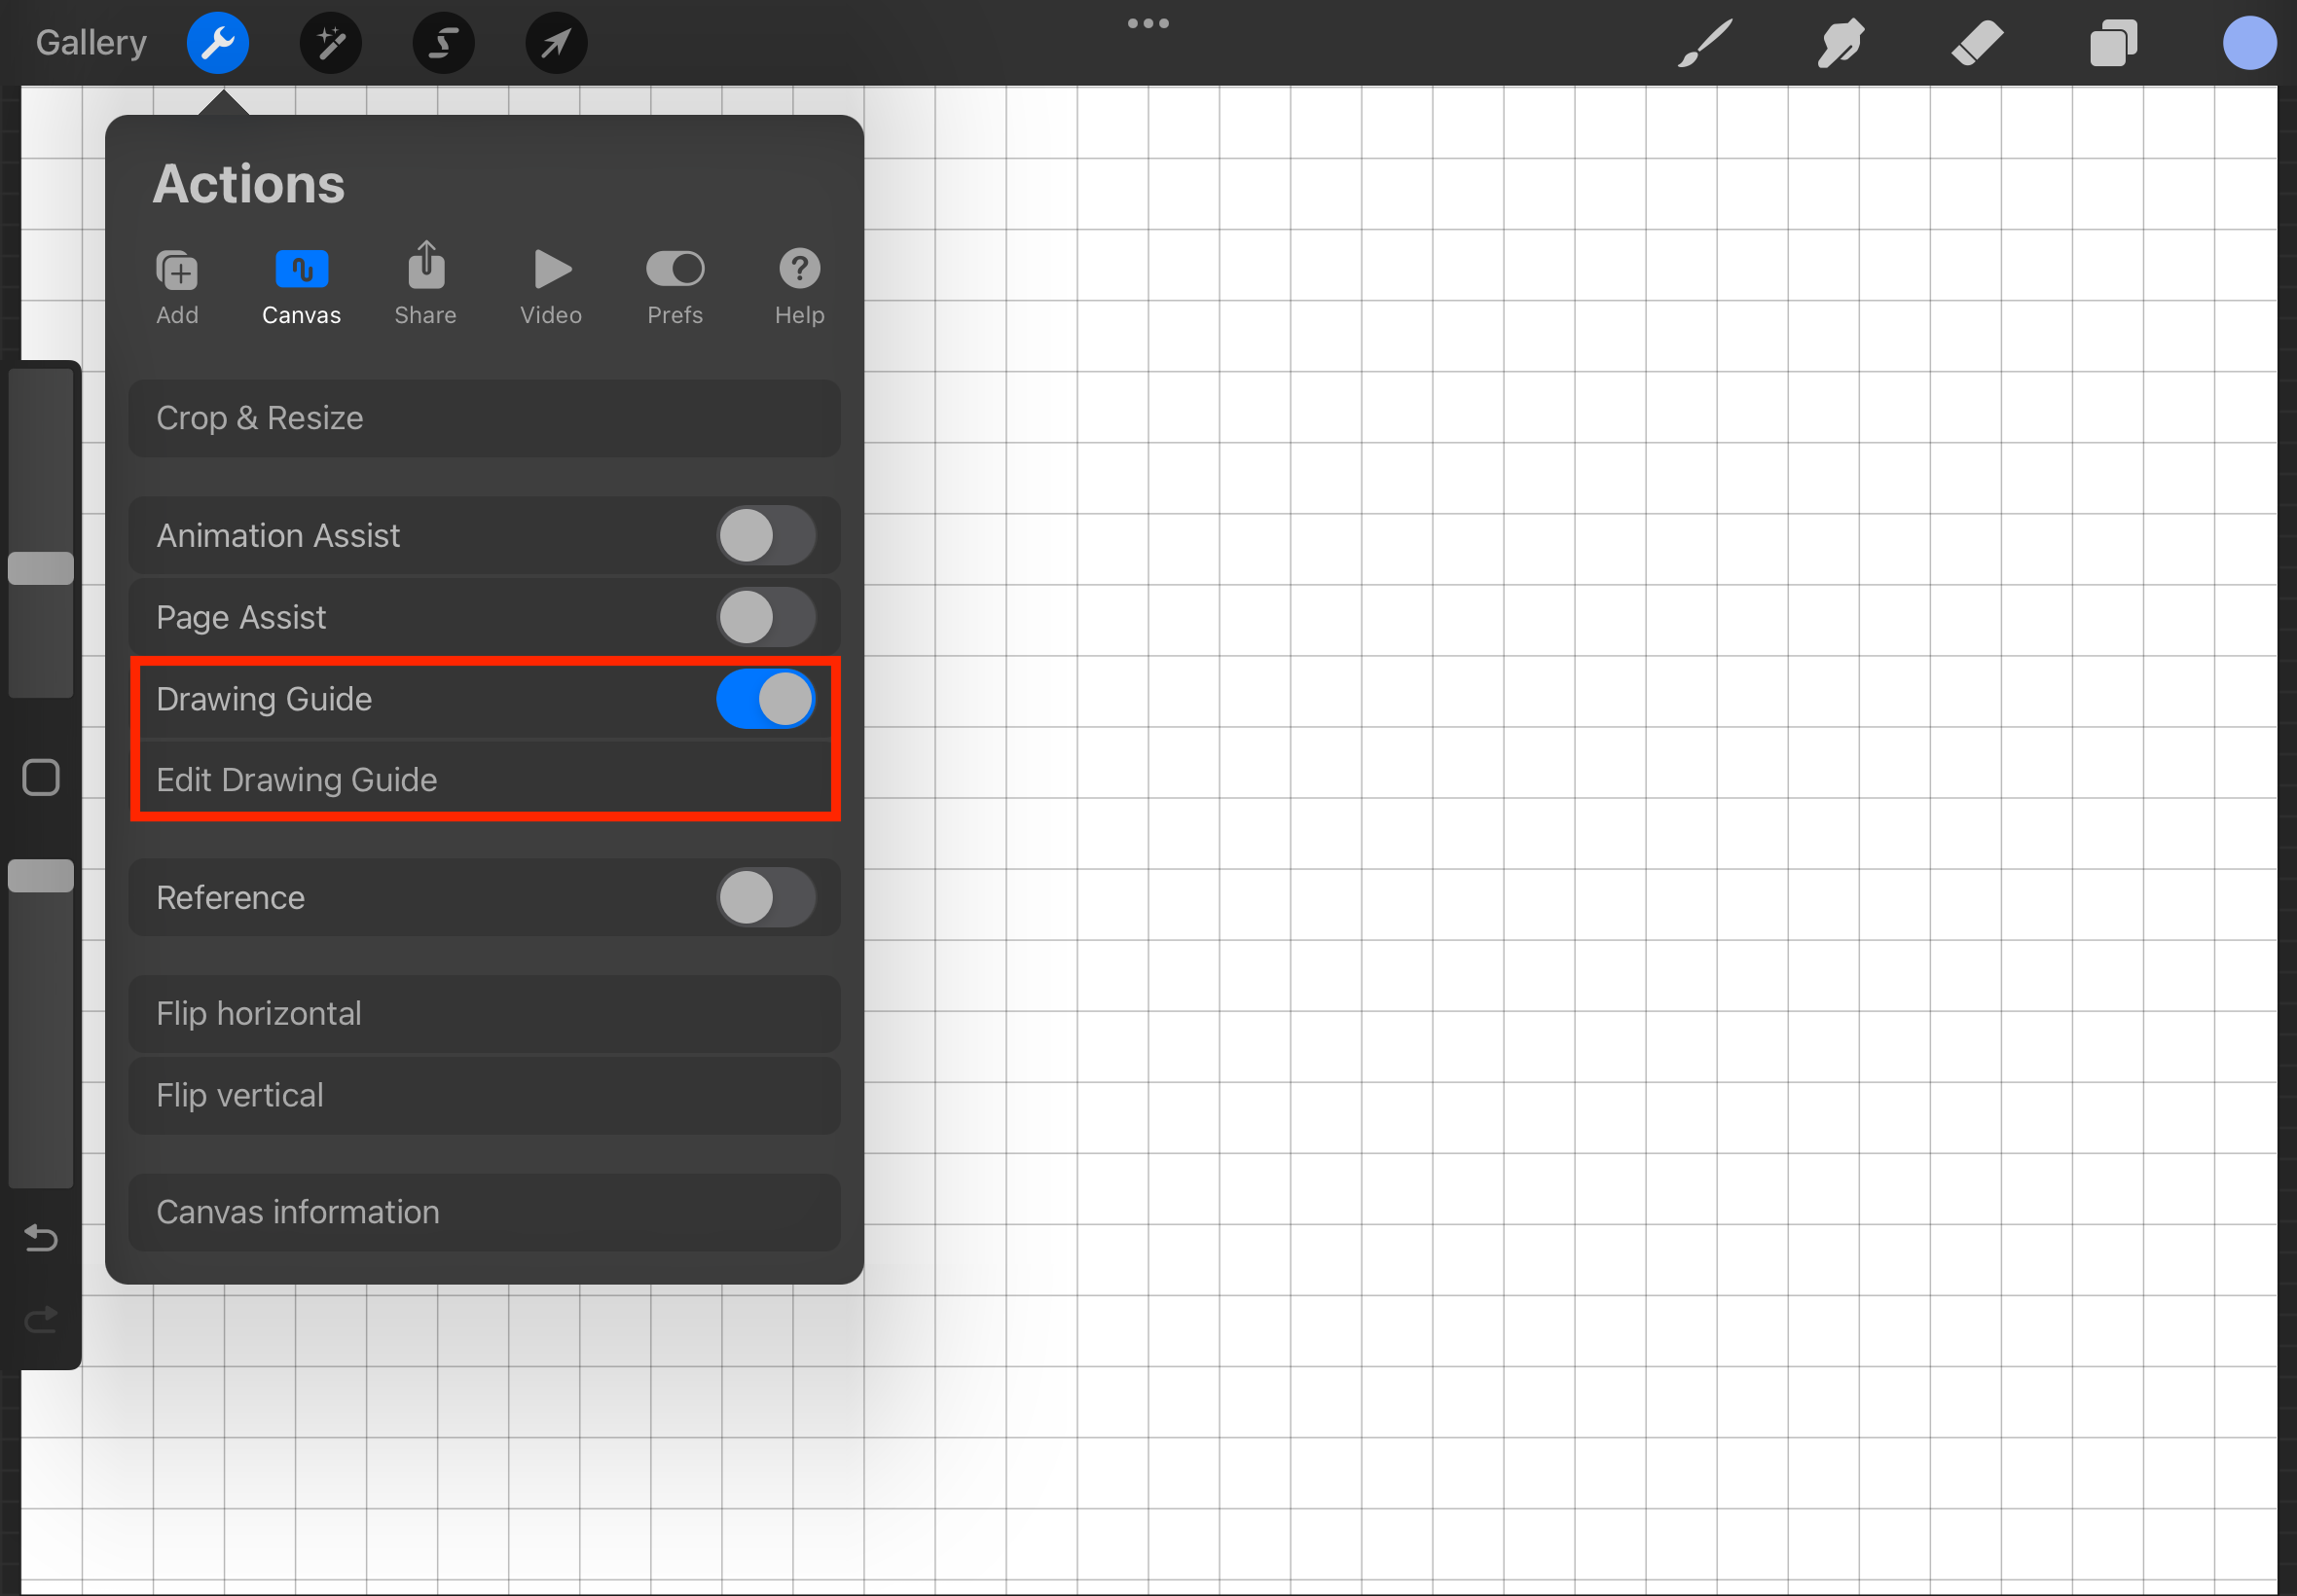 Gallery
Actions
Add Canvas Share Video Prefs Help
Crop & Resize
Animation Assist
Page Assist
Drawing Guide
Edit Drawing Guide
Reference
Flip horizontal
Flip vertical
Canvas information